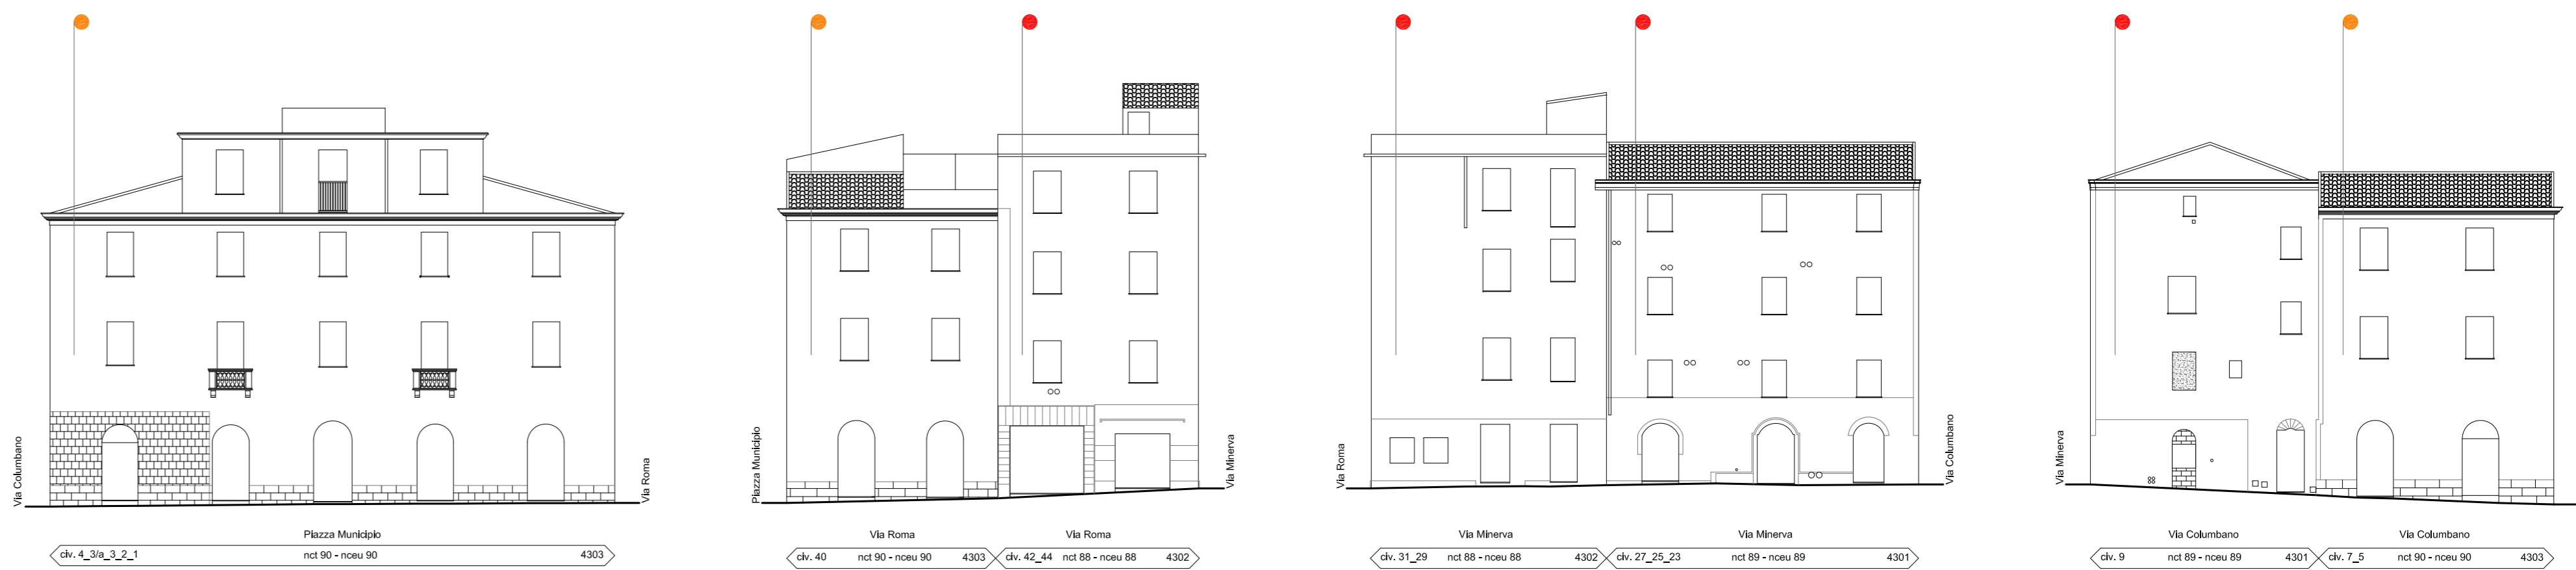 Via Columbano
Via Roma
Piazza Municipio
civ. 4_3/a_3_2_1 nct 90 - nceu 90 4303
Piazza Municipio
Via Minerva
Via Roma Via Roma
civ. 40 nct 90 - nceu 90 4303 civ. 42_44 nct 88 - nceu 88 4302
Via Roma
Via Columbano
Via Minerva Via Minerva
civ. 31_29 nct 88 - nceu 88 4302 civ. 27_25_23 nct 89 - nceu 89 4301
Via Minerva
Via Columbano Via Columbano
civ. 9 nct 89 - nceu 89 4301 civ. 7_5 nct 90 - nceu 90 4303